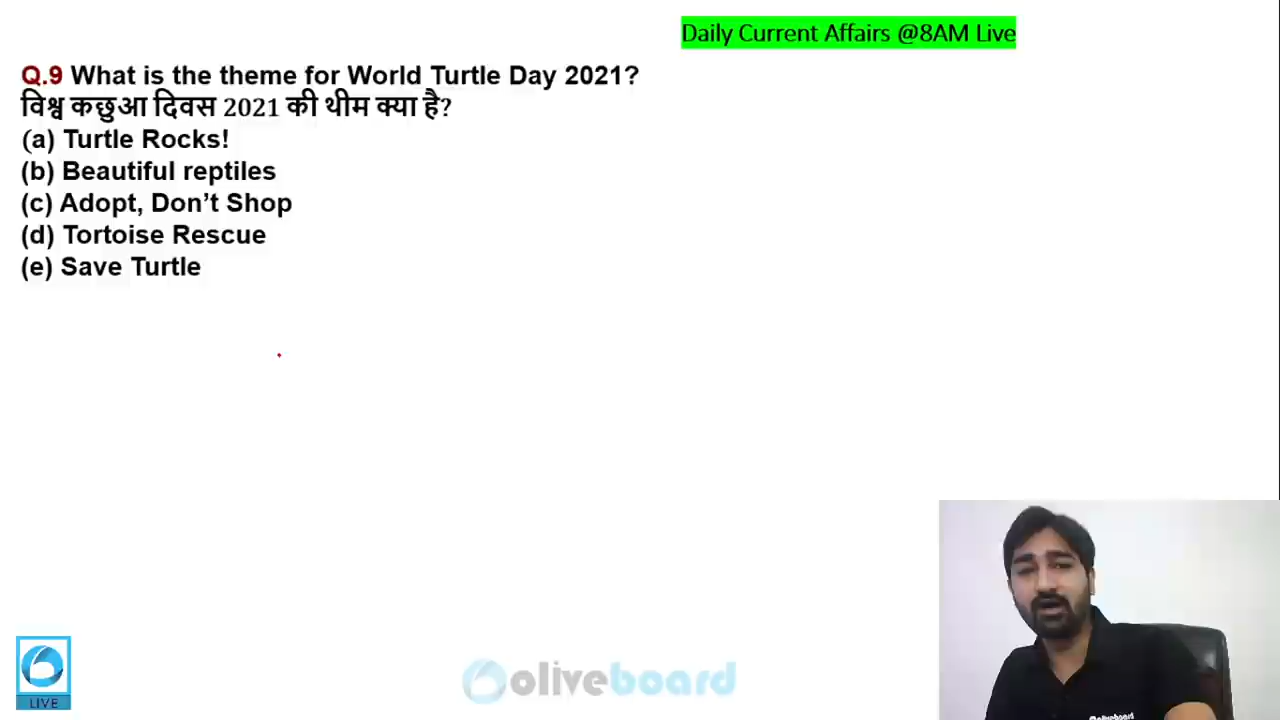 Daily Current Affairs @8AM Live
Q.9 What is the theme for World Turtle Day 2021?
विश्व कछुआ दिवस 2021 की थीम क्या है?
(a) Turtle Rocks!
(b) Beautiful reptiles
(c) Adopt, Don’t Shop
(d) Tortoise Rescue
(e) Save Turtle
LIVE
oliveboard
oliveboard